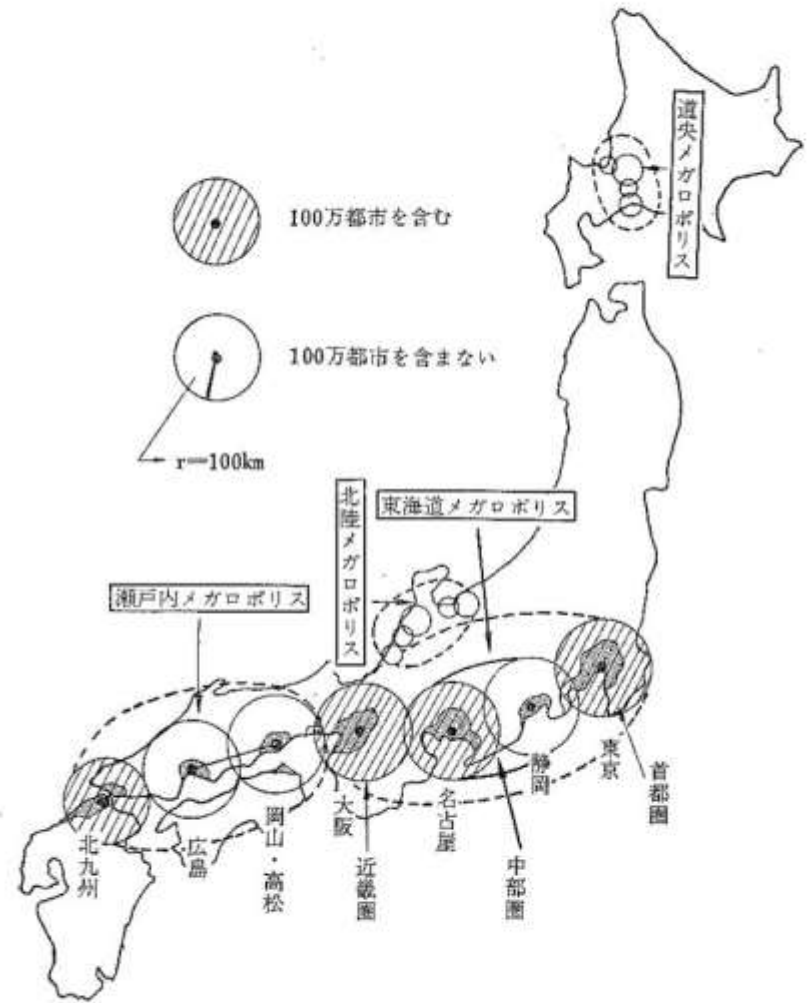 道央メガロポリス
100万都市を含む
100万都市を含まない
r=100km
北陸メガロポリス
東海道メガロポリス
瀬戸内メガロポリス
北九州
広島
岡山・高松
大阪
近畿圏
名古屋
中部圏
静岡
東京
首都圏